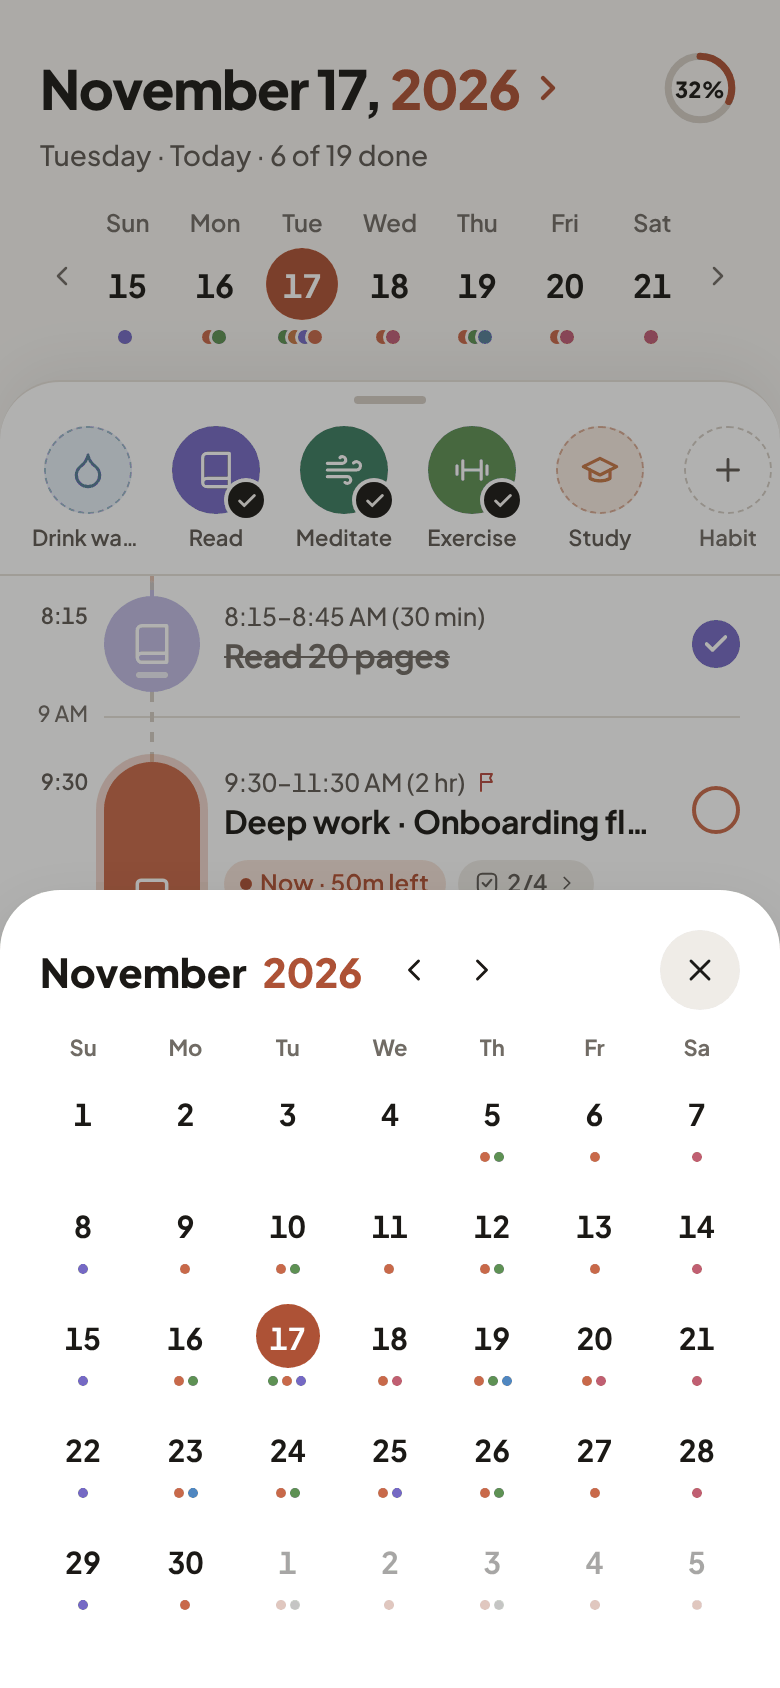 November 17, 2026
32%
Tuesday · Today · 6 of 19 done
Sun Mon Tue Wed Thu Fri Sat
15 16 17 18 19 20 21
Drink wa... Read Meditate Exercise Study Habit
8:15
8:15–8:45 AM (30 min)
Read 20 pages
9 AM
9:30
9:30–11:30 AM (2 hr)
Deep work · Onboarding fl...
Now · 50m left 2/4
November 2026
Su Mo Tu We Th Fr Sa
1 2 3 4 5 6 7
8 9 10 11 12 13 14
15 16 17 18 19 20 21
22 23 24 25 26 27 28
29 30 1 2 3 4 5